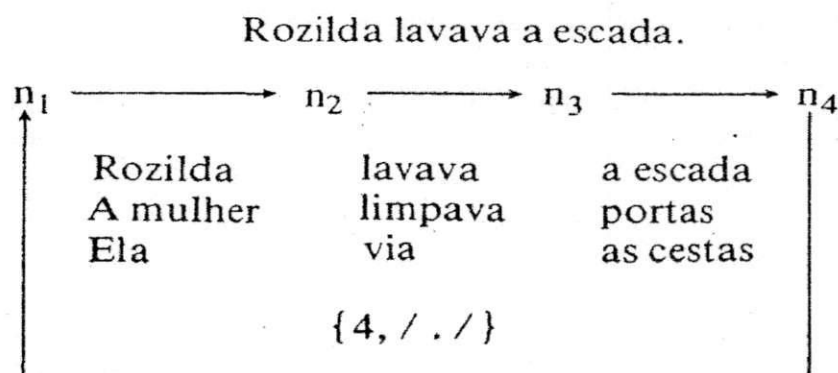 Rozilda lavava a escada.
n₁ n₂ n₃ n₄
Rozilda lavava a escada
A mulher limpava portas
Ela via as cestas
{4, / . /}